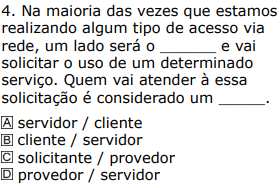 4. Na maioria das vezes que estamos
realizando algum tipo de acesso via
rede, um lado será o _______ e vai
solicitar o uso de um determinado
serviço. Quem vai atender à essa
solicitação é considerado um ______.
A servidor / cliente
B cliente / servidor
C solicitante / provedor
D provedor / servidor